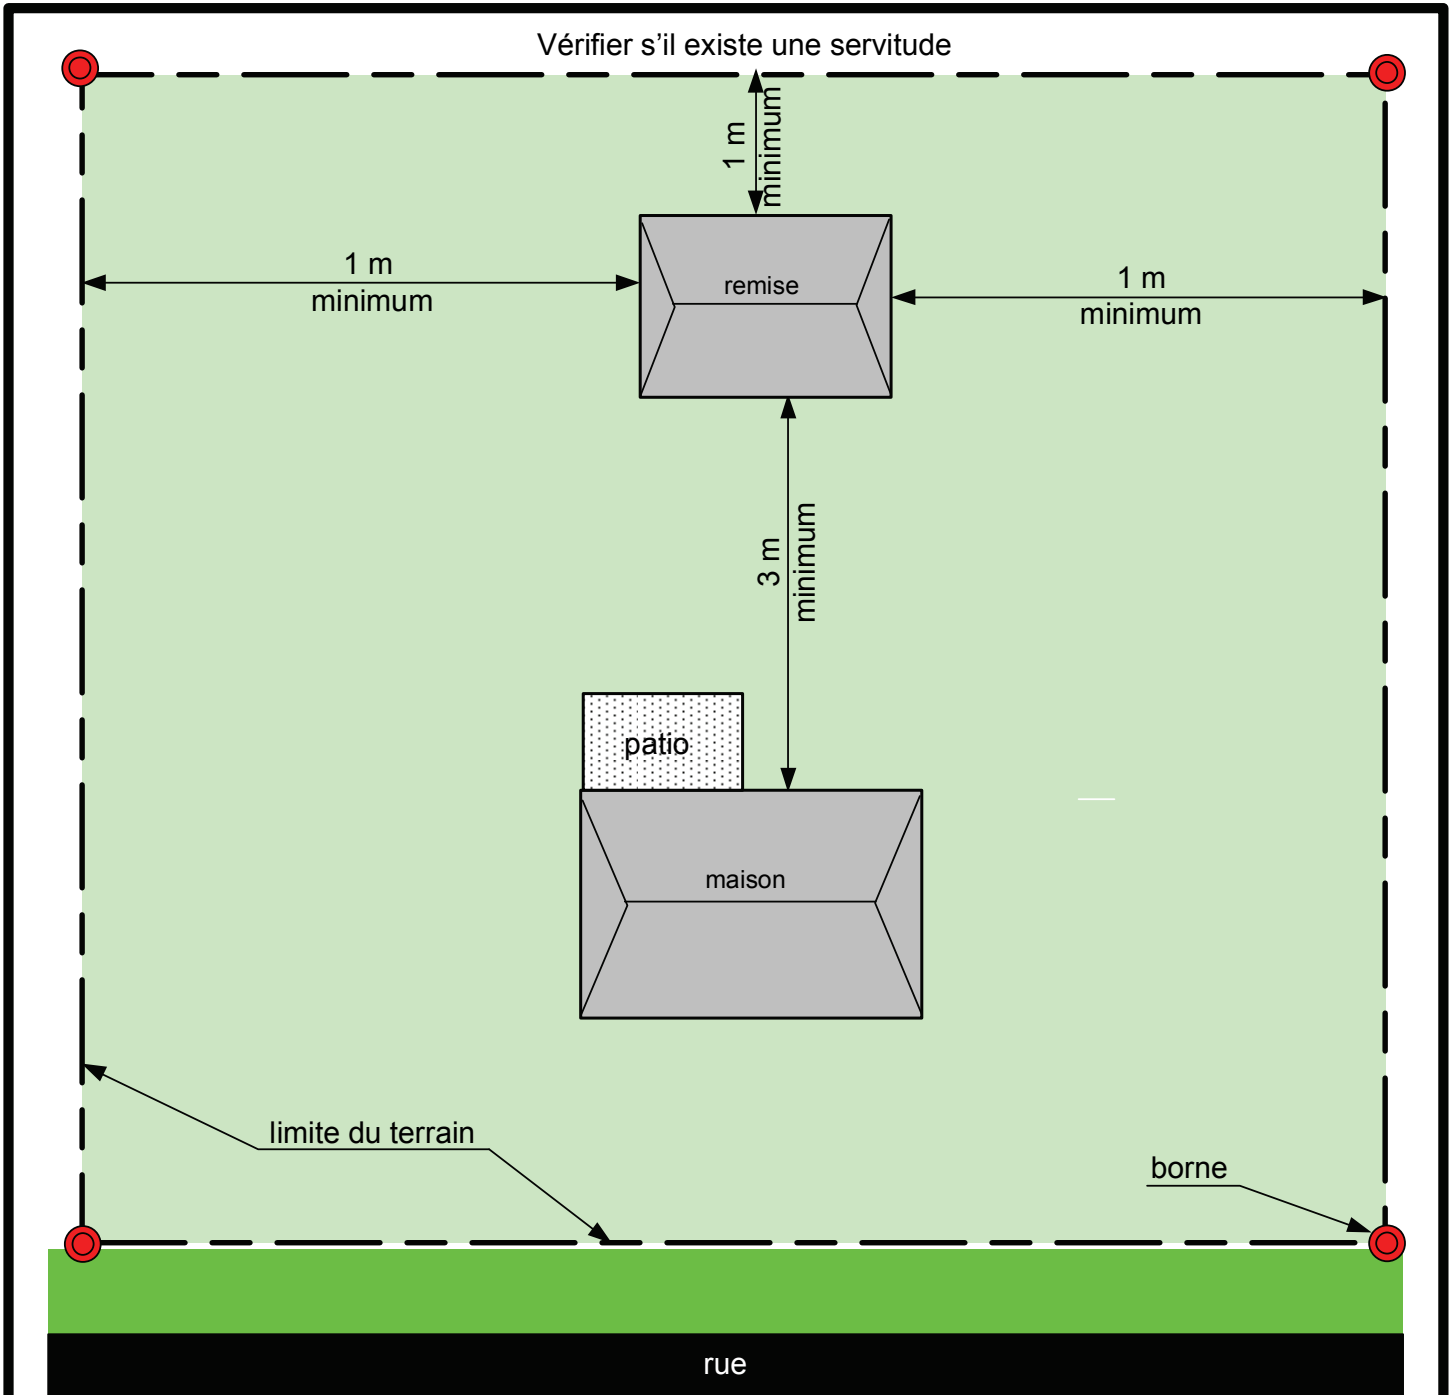 Vérifier s’il existe une servitude
1 m
minimum
1 m
minimum
remise
1 m
minimum
3 m
minimum
patio
maison
limite du terrain
borne
rue